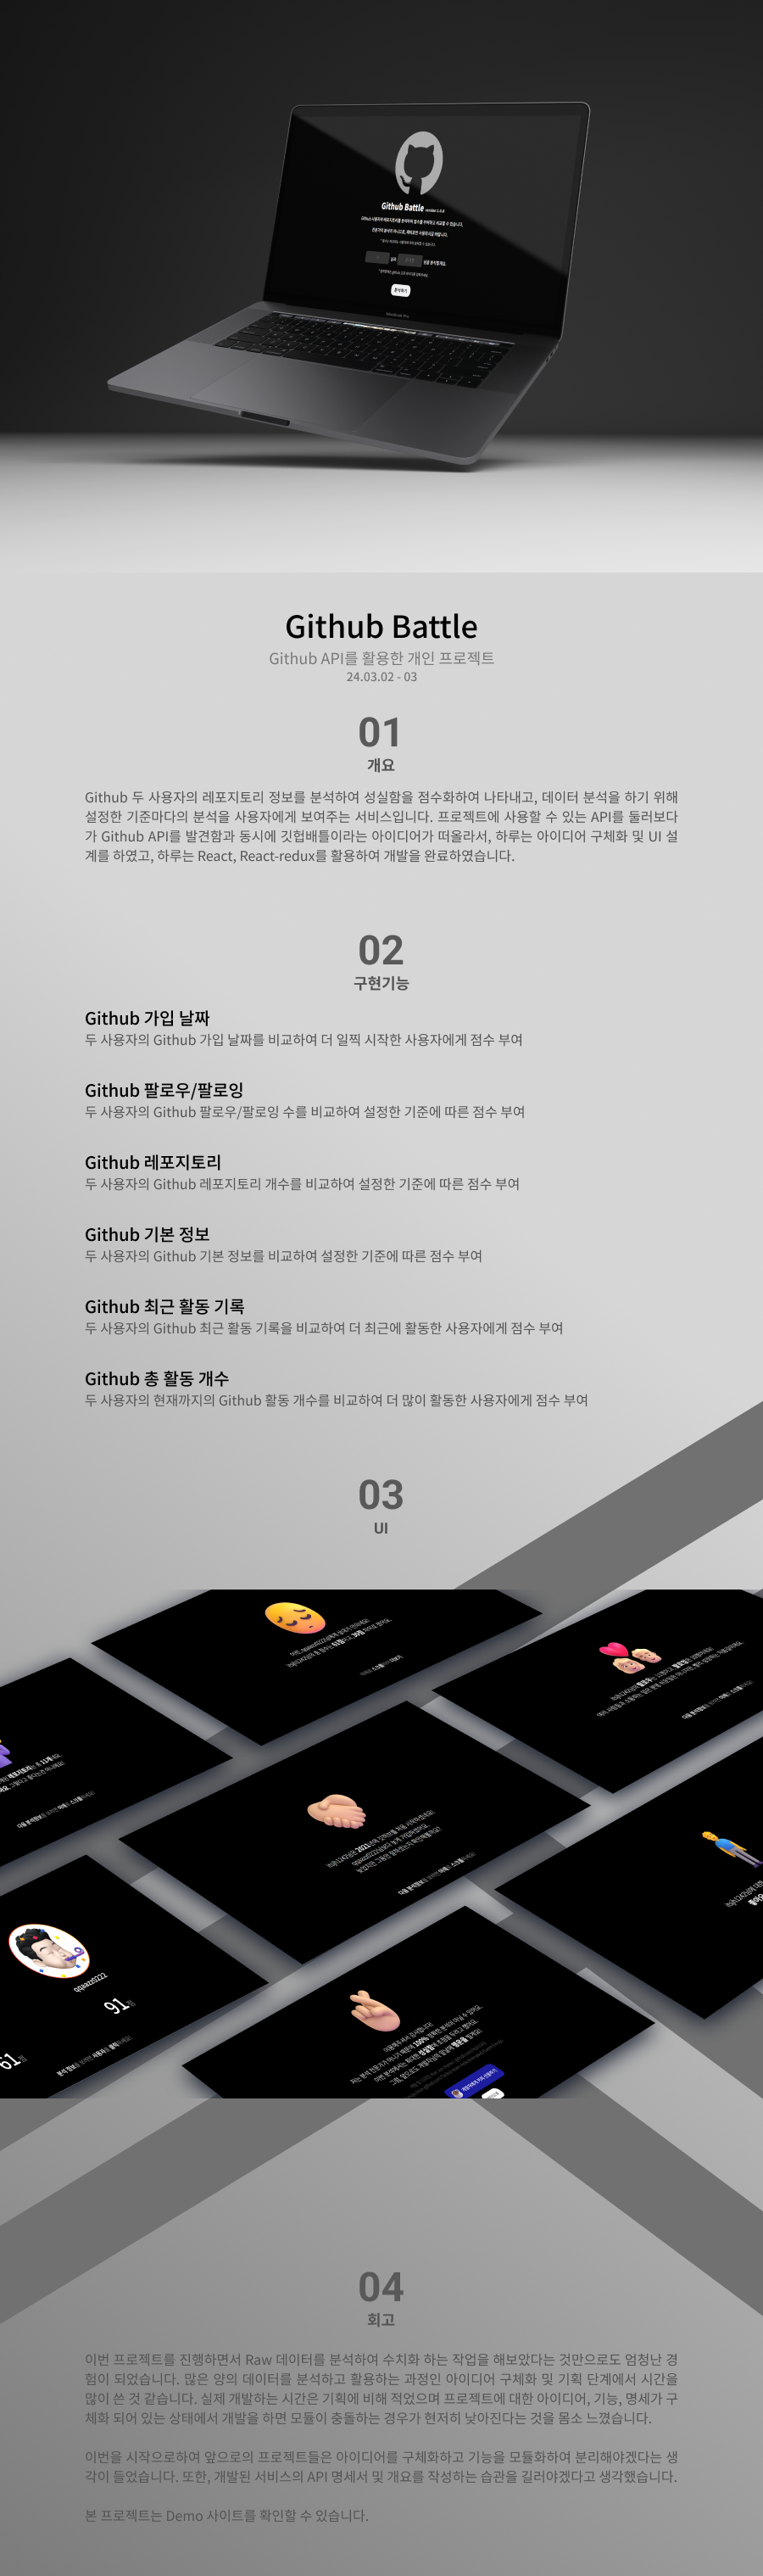 Github Battle
Github Battle
Github API를 활용한 개인 프로젝트
24.03.02 - 03
01
개요
Github 두 사용자의 레포지토리 정보를 분석하여 성실함을 점수화하여 나타내고, 데이터 분석을 하기 위해
설정한 기준마다의 분석을 사용자에게 보여주는 서비스입니다. 프로젝트에 사용할 수 있는 API를 둘러보다
가 Github API를 발견함과 동시에 깃헙배틀이라는 아이디어가 떠올라서, 하루는 아이디어 구체화 및 UI 설
계를 하였고, 하루는 React, React-redux를 활용하여 개발을 완료하였습니다.
02
구현기능
Github 가입 날짜
두 사용자의 Github 가입 날짜를 비교하여 더 일찍 시작한 사용자에게 점수 부여
Github 팔로우/팔로잉
두 사용자의 Github 팔로우/팔로잉 수를 비교하여 설정한 기준에 따른 점수 부여
Github 레포지토리
두 사용자의 Github 레포지토리 개수를 비교하여 설정한 기준에 따른 점수 부여
Github 기본 정보
두 사용자의 Github 기본 정보를 비교하여 설정한 기준에 따른 점수 부여
Github 최근 활동 기록
두 사용자의 Github 최근 활동 기록을 비교하여 더 최근에 활동한 사용자에게 점수 부여
Github 총 활동 개수
두 사용자의 현재까지의 Github 활동 개수를 비교하여 더 많이 활동한 사용자에게 점수 부여
03
UI
91점
61점
04
회고
이번 프로젝트를 진행하면서 Raw 데이터를 분석하여 수치화 하는 작업을 해보았다는 것만으로도 엄청난 경
험이 되었습니다. 많은 양의 데이터를 분석하고 활용하는 과정인 아이디어 구체화 및 기획 단계에서 시간을
많이 쓴 것 같습니다. 실제 개발하는 시간은 기획에 비해 적었으며 프로젝트에 대한 아이디어, 기능, 명세가 구
체화 되어 있는 상태에서 개발을 하면 모듈이 충돌하는 경우가 현저히 낮아진다는 것을 몸소 느꼈습니다.
이번을 시작으로하여 앞으로의 프로젝트들은 아이디어를 구체화하고 기능을 모듈화하여 분리해야겠다는 생
각이 들었습니다. 또한, 개발된 서비스의 API 명세서 및 개요를 작성하는 습관을 길러야겠다고 생각했습니다.
본 프로젝트는 Demo 사이트를 확인할 수 있습니다.